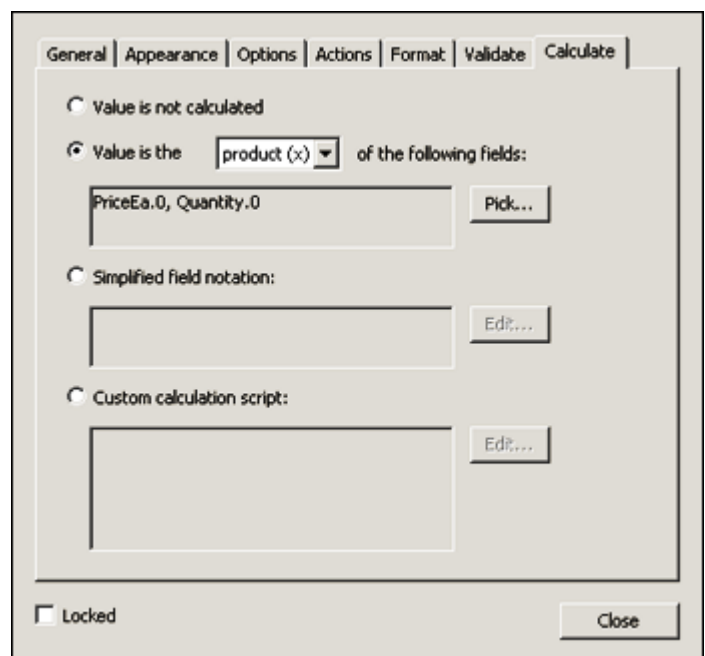 General Appearance Options Actions Format Validate Calculate
Value is not calculated
Value is the product (x) of the following fields:
PriceEa.0, Quantity.0 Pick...
Simplified field notation:
Edit...
Custom calculation script:
Edit...
Locked Close